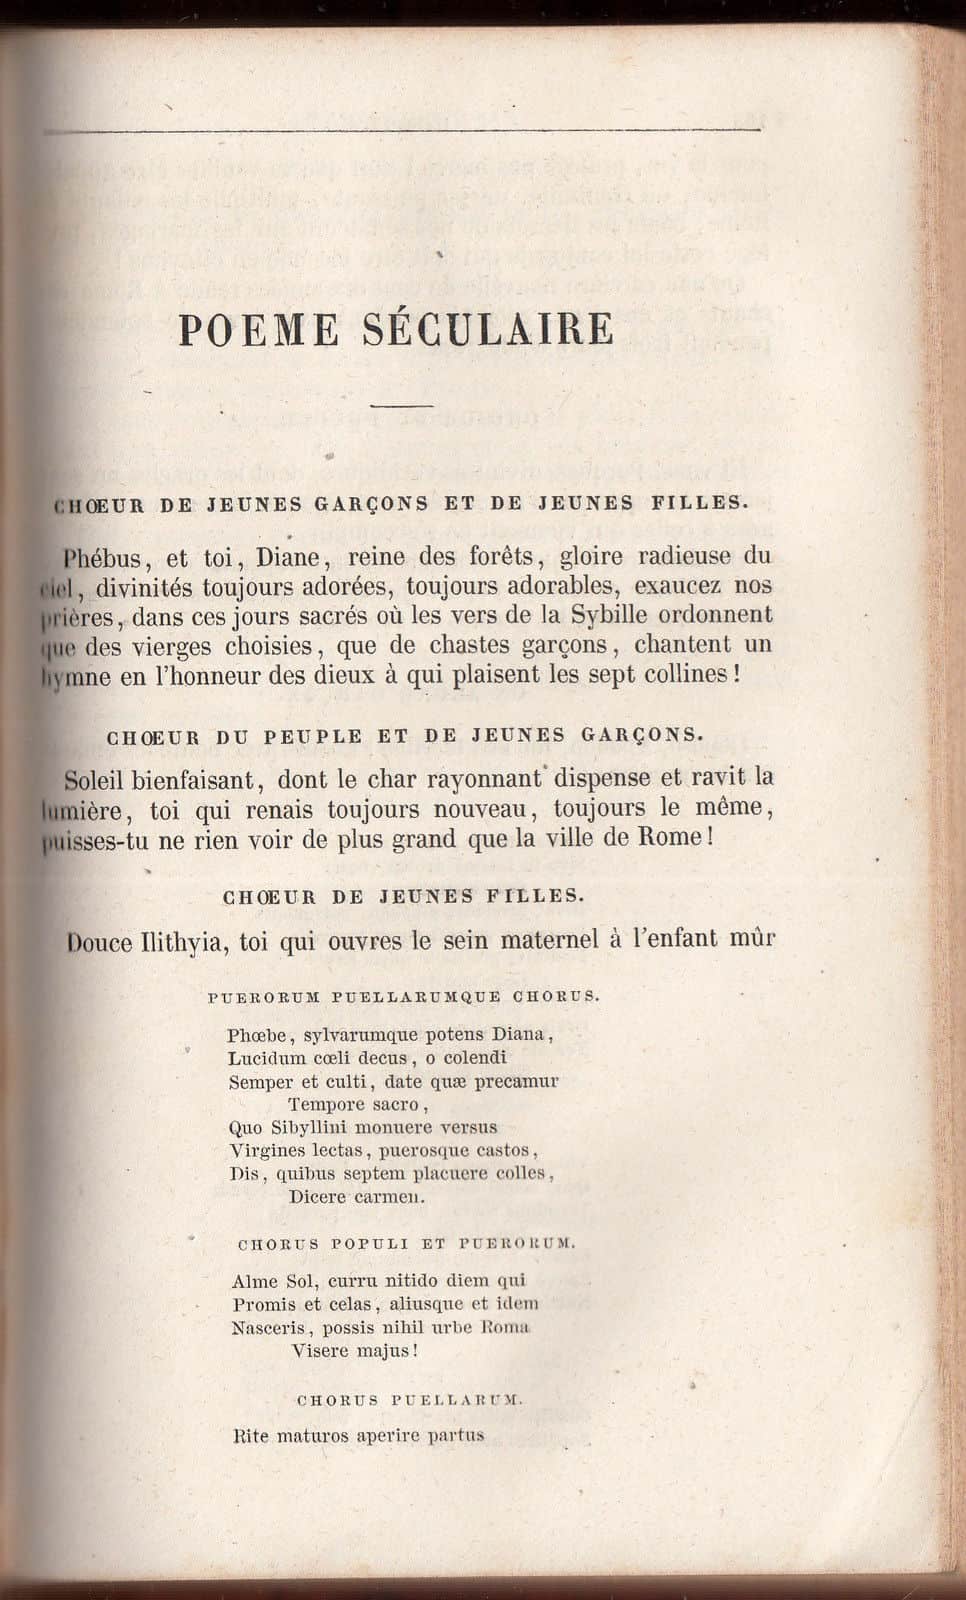 POEME SÉCULAIRE
CHŒUR DE JEUNES GARÇONS ET DE JEUNES FILLES.
Phébus, et toi, Diane, reine des forêts, gloire radieuse du
ciel, divinités toujours adorées, toujours adorables, exaucez nos
prières, dans ces jours sacrés où les vers de la Sybille ordonnent
que des vierges choisies, que de chastes garçons, chantent un
hymne en l'honneur des dieux à qui plaisent les sept collines !
CHŒUR DU PEUPLE ET DE JEUNES GARÇONS.
Soleil bienfaisant, dont le char rayonnant dispense et ravit la
lumière, toi qui renais toujours nouveau, toujours le même,
puisses-tu ne rien voir de plus grand que la ville de Rome !
CHŒUR DE JEUNES FILLES.
Douce Ilithyia, toi qui ouvres le sein maternel à l'enfant mûr
PUERORUM PUELLARUMQUE CHORUS.
Phœbe, sylvarumque potens Diana,
Lucidum cœli decus, o colendi
Semper et culti, date quæ precamur
Tempore sacro,
Quo Sibyllini monuere versus
Virgines lectas, puerosque castos,
Dis, quibus septem placuere colles,
Dicere carmen.
CHORUS POPULI ET PUERORUM.
Alme Sol, curru nitido diem qui
Promis et celas, aliusque et idem
Nasceris, possis nihil urbe Roma
Visere majus !
CHORUS PUELLARUM.
Rite maturos aperire partus